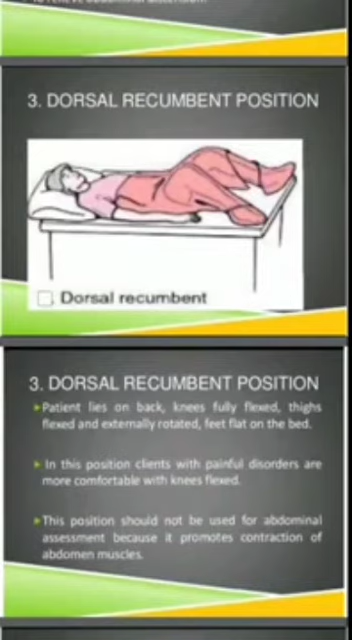 3. DORSAL RECUMBENT POSITION
Dorsal recumbent
3. DORSAL RECUMBENT POSITION
Patient lies on back, knees fully flexed, thighs
flexed and externally rotated, feet flat on the bed.
In this position clients with painful disorders are
more comfortable with knees flexed.
This position should not be used for abdominal
assessment because it promotes contraction of
abdomen muscles.